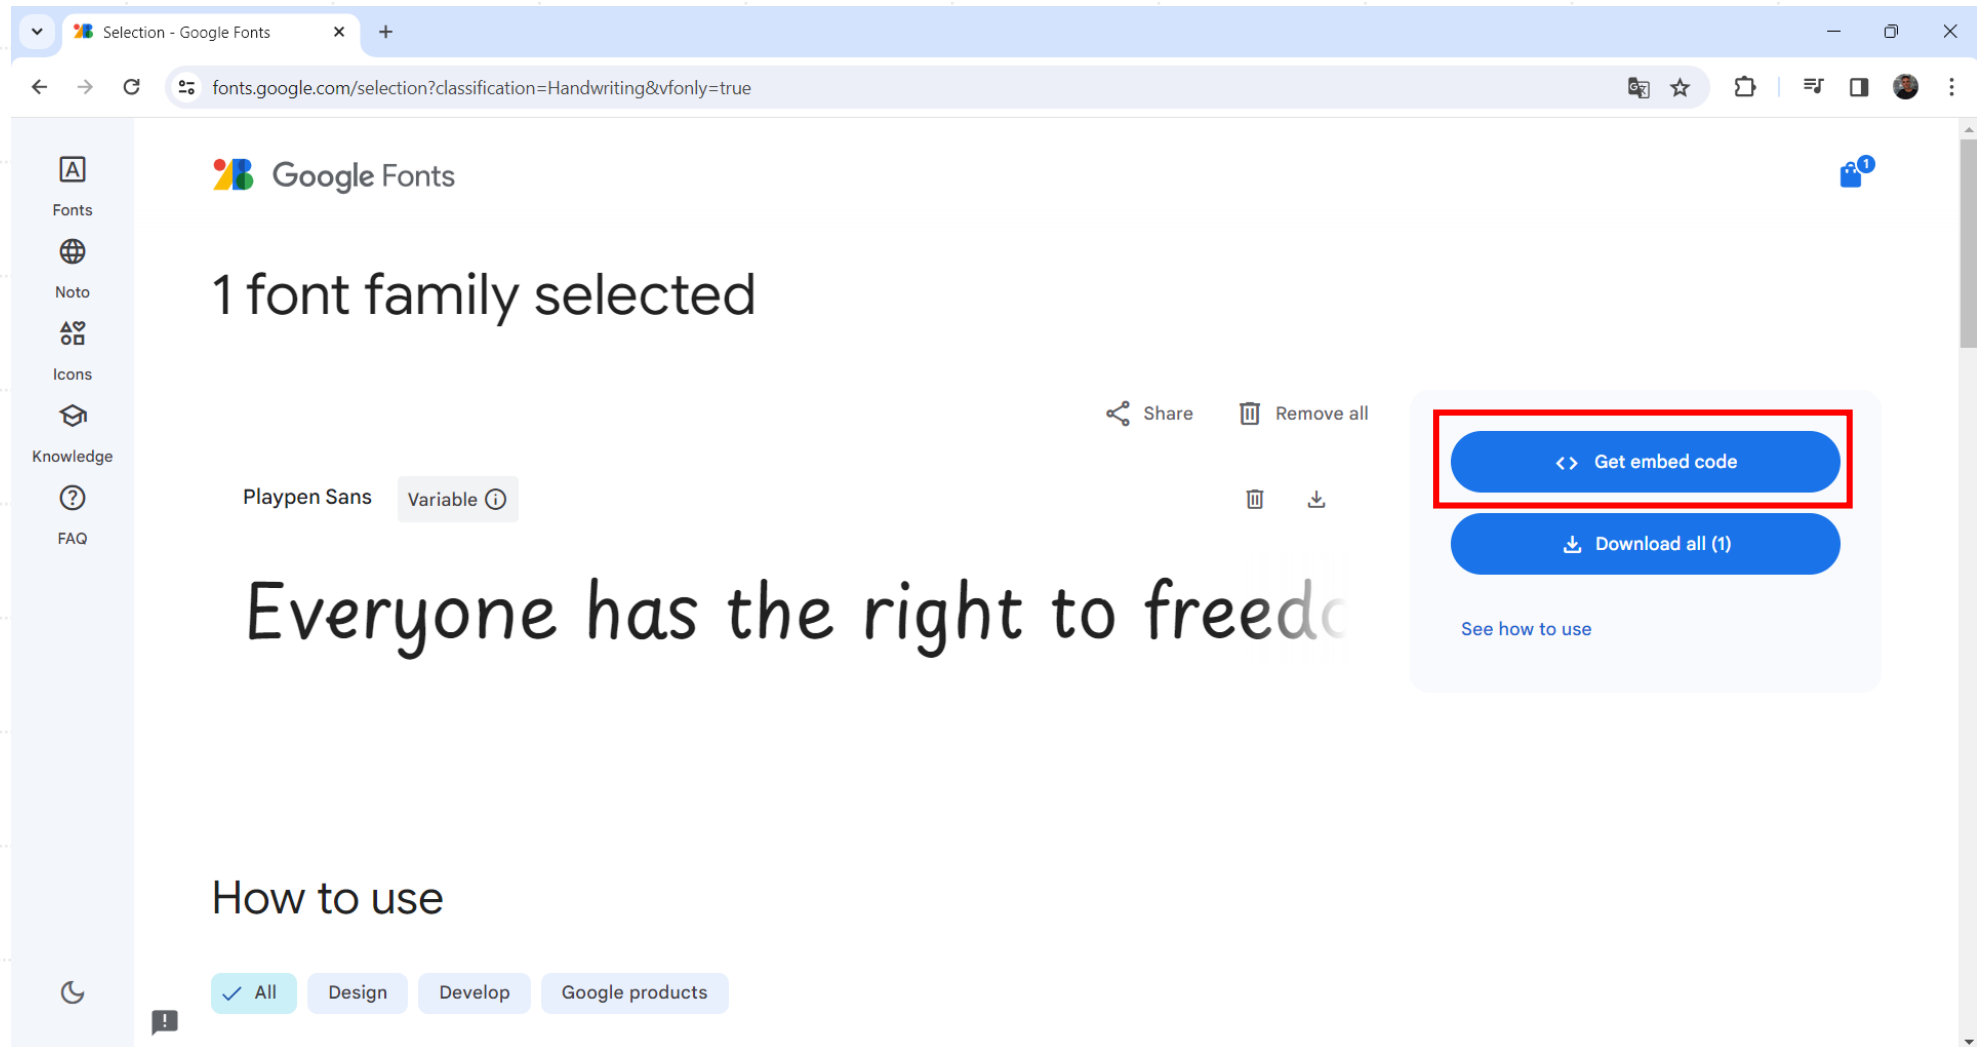 Selection - Google Fonts
fonts.google.com/selection?classification=Handwriting&vfonly=true
Google Fonts
1
Fonts
Noto
Icons
Knowledge
FAQ
1 font family selected
Share
Remove all
Get embed code
Playpen Sans
Variable
Download all (1)
Everyone has the right to freedo
See how to use
How to use
All
Design
Develop
Google products